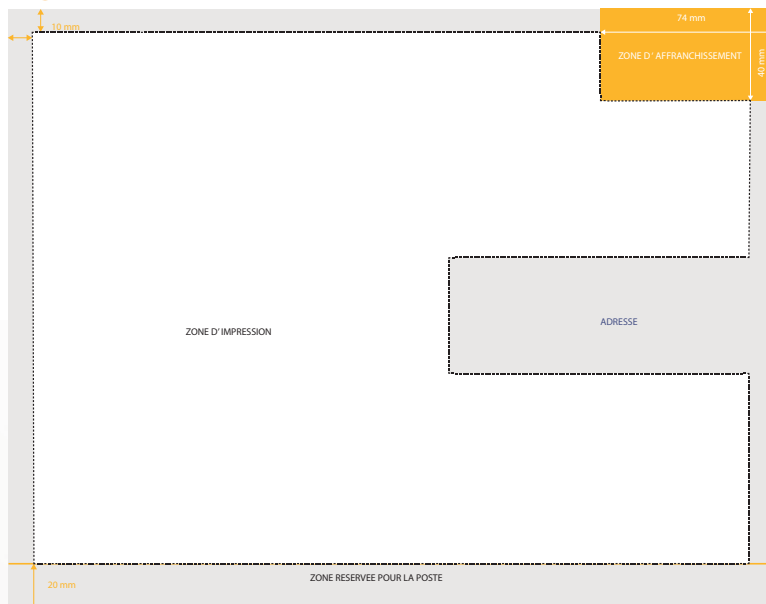 10 mm
74 mm
ZONE D' AFFRANCHISSEMENT
40 mm
ADRESSE
ZONE D' IMPRESSION
ZONE RESERVEE POUR LA POSTE
20 mm